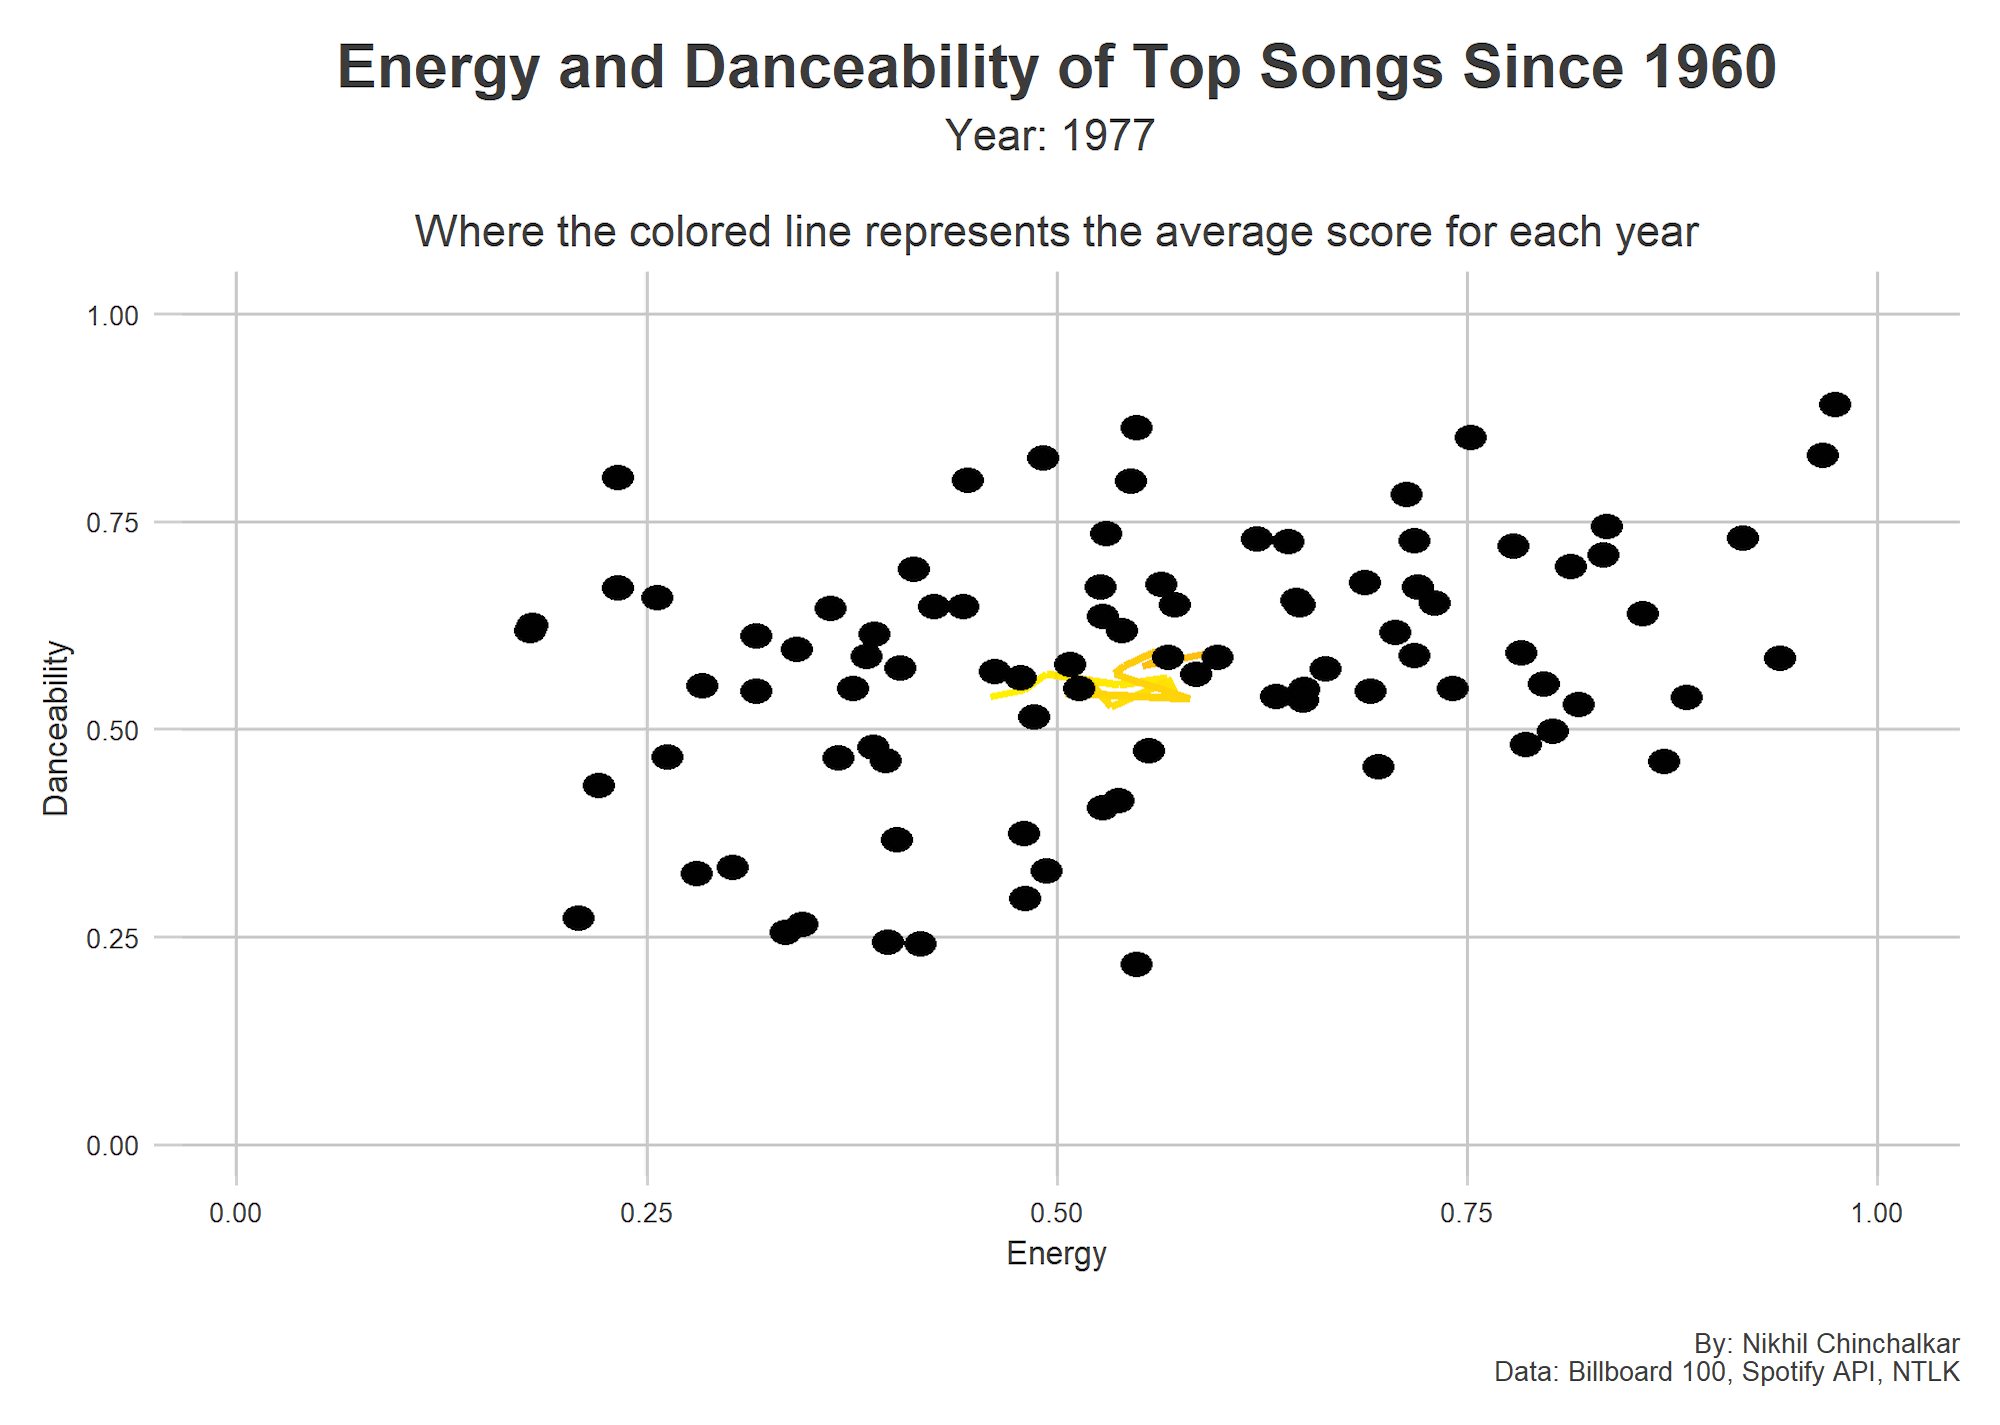 Energy and Danceability of Top Songs Since 1960
Year: 1977
Where the colored line represents the average score for each year
1.00
0.75
0.50
0.25
0.00
Danceability
0.00 0.25 0.50 0.75 1.00
Energy
By: Nikhil Chinchalkar
Data: Billboard 100, Spotify API, NTLK